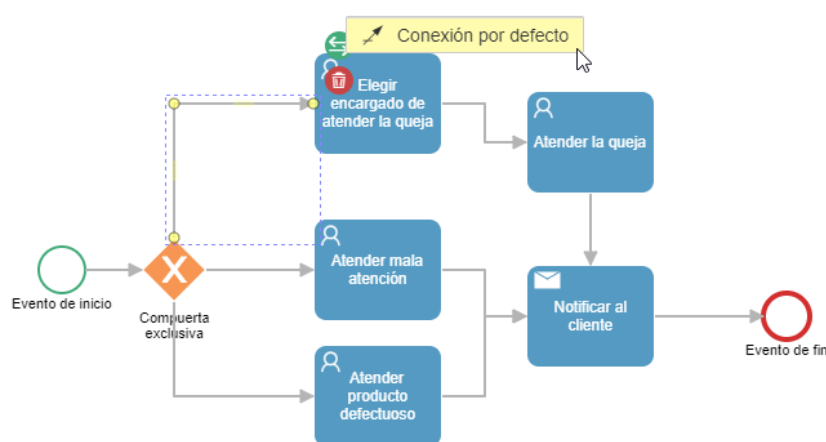 Conexión por defecto
Elegir
encargado de
atender la queja
Atender la queja
Atender mala
atención
Evento de inicio
Compuerta
exclusiva
Notificar al
cliente
Evento de fin
Atender
producto
defectuoso